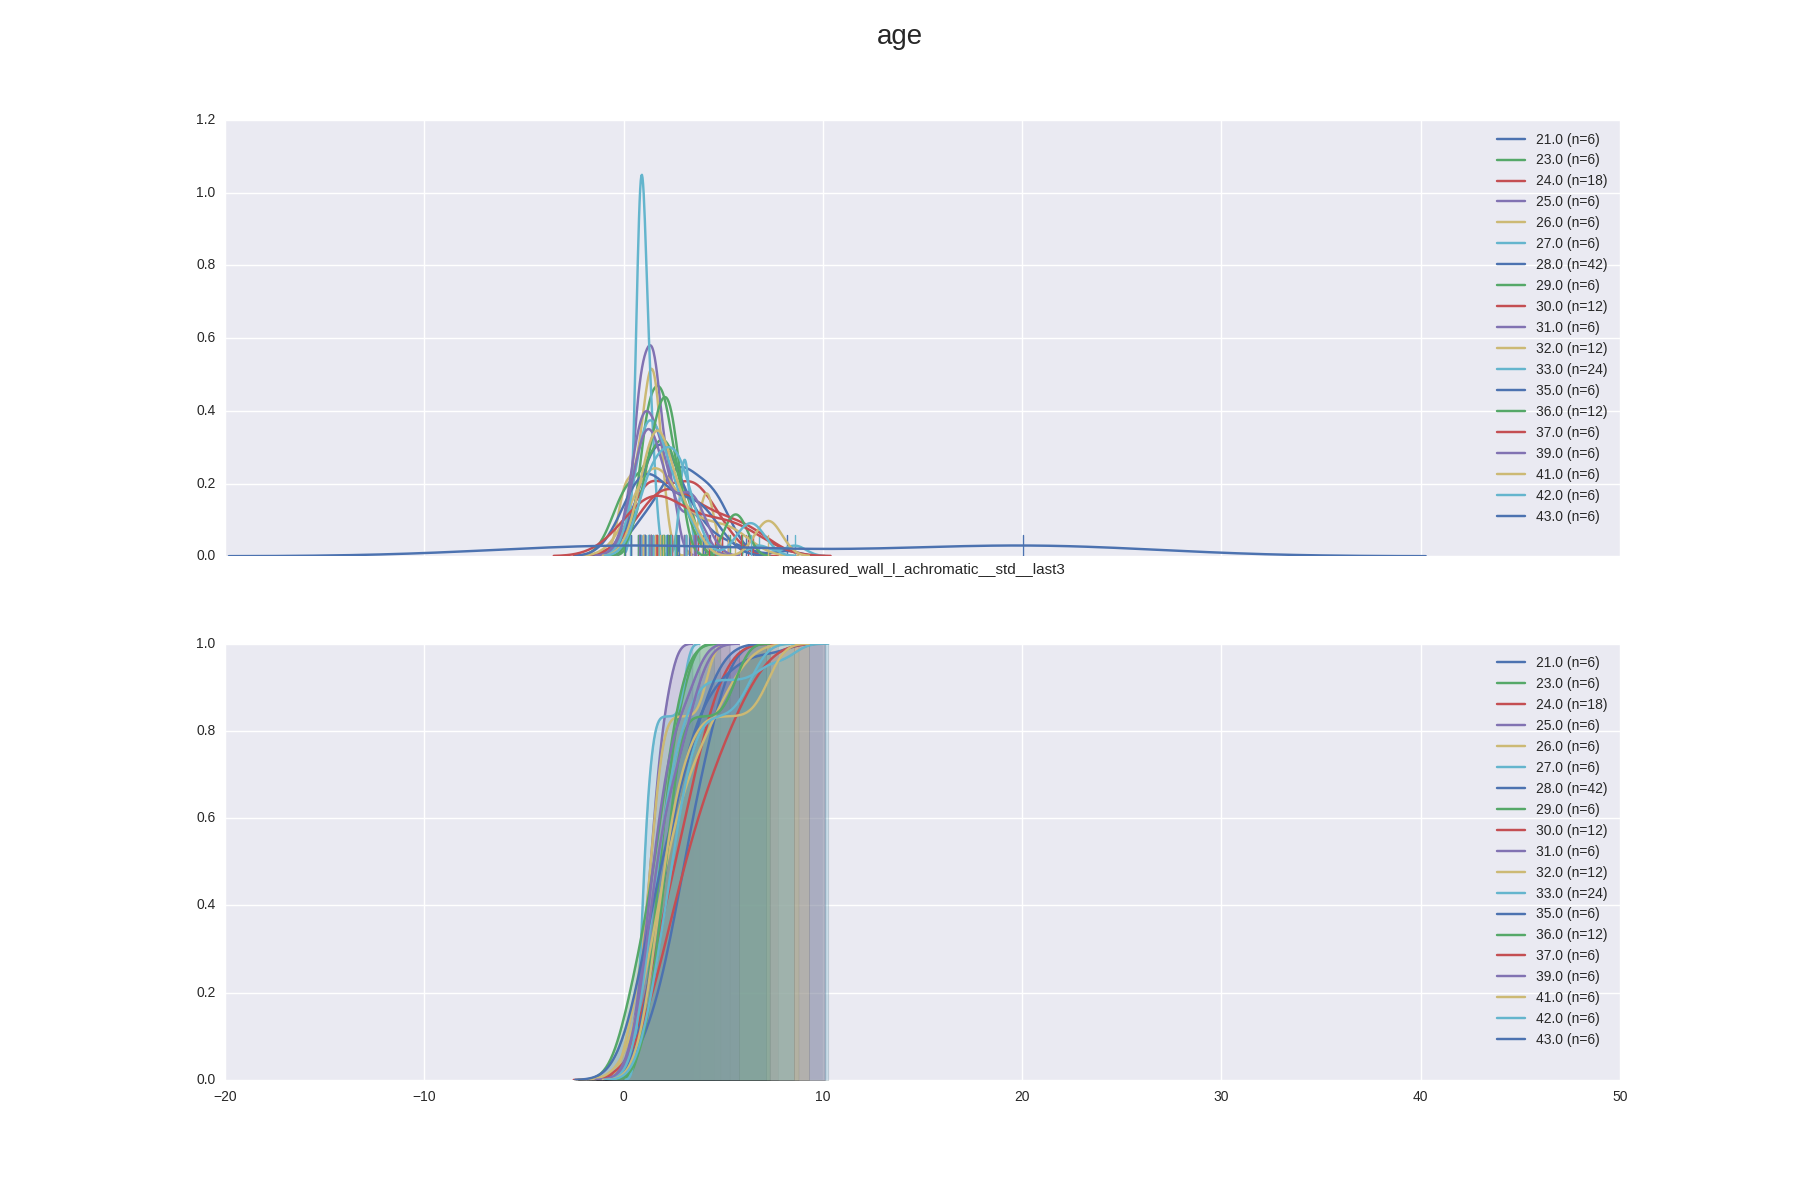 age
1.2
1.0
0.8
0.6
0.4
0.2
0.0
21.0 (n=6)
23.0 (n=6)
24.0 (n=18)
25.0 (n=6)
26.0 (n=6)
27.0 (n=6)
28.0 (n=42)
29.0 (n=6)
30.0 (n=12)
31.0 (n=6)
32.0 (n=12)
33.0 (n=24)
35.0 (n=6)
36.0 (n=12)
37.0 (n=6)
39.0 (n=6)
41.0 (n=6)
42.0 (n=6)
43.0 (n=6)
measured_wall_l_achromatic__std__last3
1.0
0.8
0.6
0.4
0.2
0.0
21.0 (n=6)
23.0 (n=6)
24.0 (n=18)
25.0 (n=6)
26.0 (n=6)
27.0 (n=6)
28.0 (n=42)
29.0 (n=6)
30.0 (n=12)
31.0 (n=6)
32.0 (n=12)
33.0 (n=24)
35.0 (n=6)
36.0 (n=12)
37.0 (n=6)
39.0 (n=6)
41.0 (n=6)
42.0 (n=6)
43.0 (n=6)
−20 −10 0 10 20 30 40 50